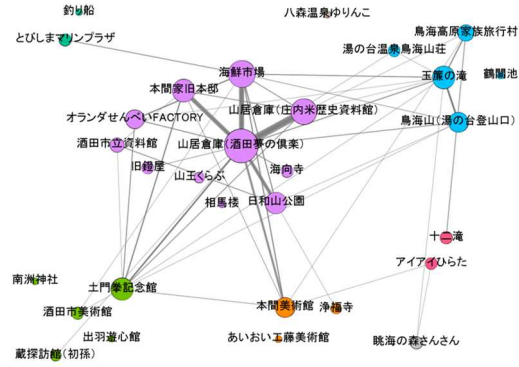 釣り船
八森温泉ゆりんこ
とびしまマリンプラザ
鳥海高原家族旅行村
湯の台温泉鳥海山荘
海鮮市場
玉簾の滝
鶴間池
本間家旧本邸
山居倉庫(庄内米歴史資料館)
オランダせんべいFACTORY
鳥海山(湯の台登山口)
酒田市立資料館
山居倉庫(酒田夢の倶楽)
旧鐙屋
海向寺
山王くらぶ
相馬楼
日和山公園
十二滝
アイアイひらた
南洲神社
土門拳記念館
本間美術館
浄福寺
酒田市美術館
出羽遊心館
あいおい工藤美術館
眺海の森さんさん
蔵探訪館(初孫)